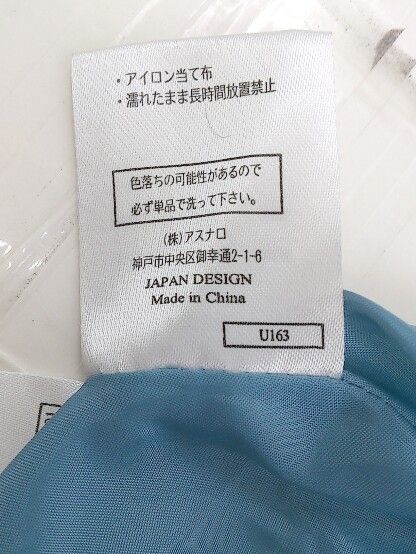 ・アイロン当て布
・濡れたまま長時間放置禁止
色落ちの可能性があるので
必ず単品で洗って下さい。
(株)アスナロ
神戸市中央区御幸通2-1-6
JAPAN DESIGN
Made in China
U163